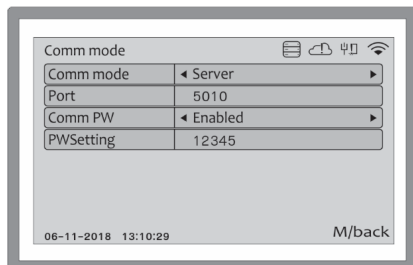 Comm mode
Comm mode Server
Port 5010
Comm PW Enabled
PWSetting 12345
06-11-2018 13:10:29 M/back